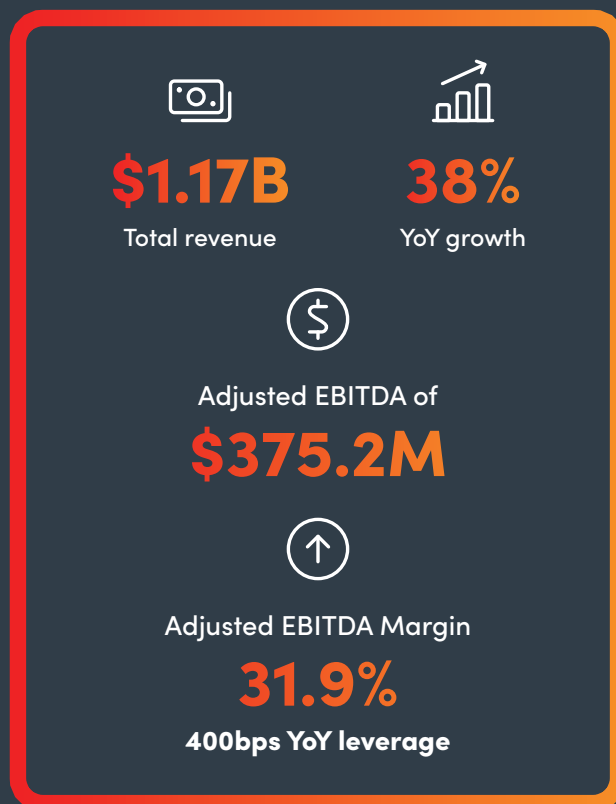 $1.17B
Total revenue
38%
YoY growth
Adjusted EBITDA of
$375.2M
Adjusted EBITDA Margin
31.9%
400bps YoY leverage